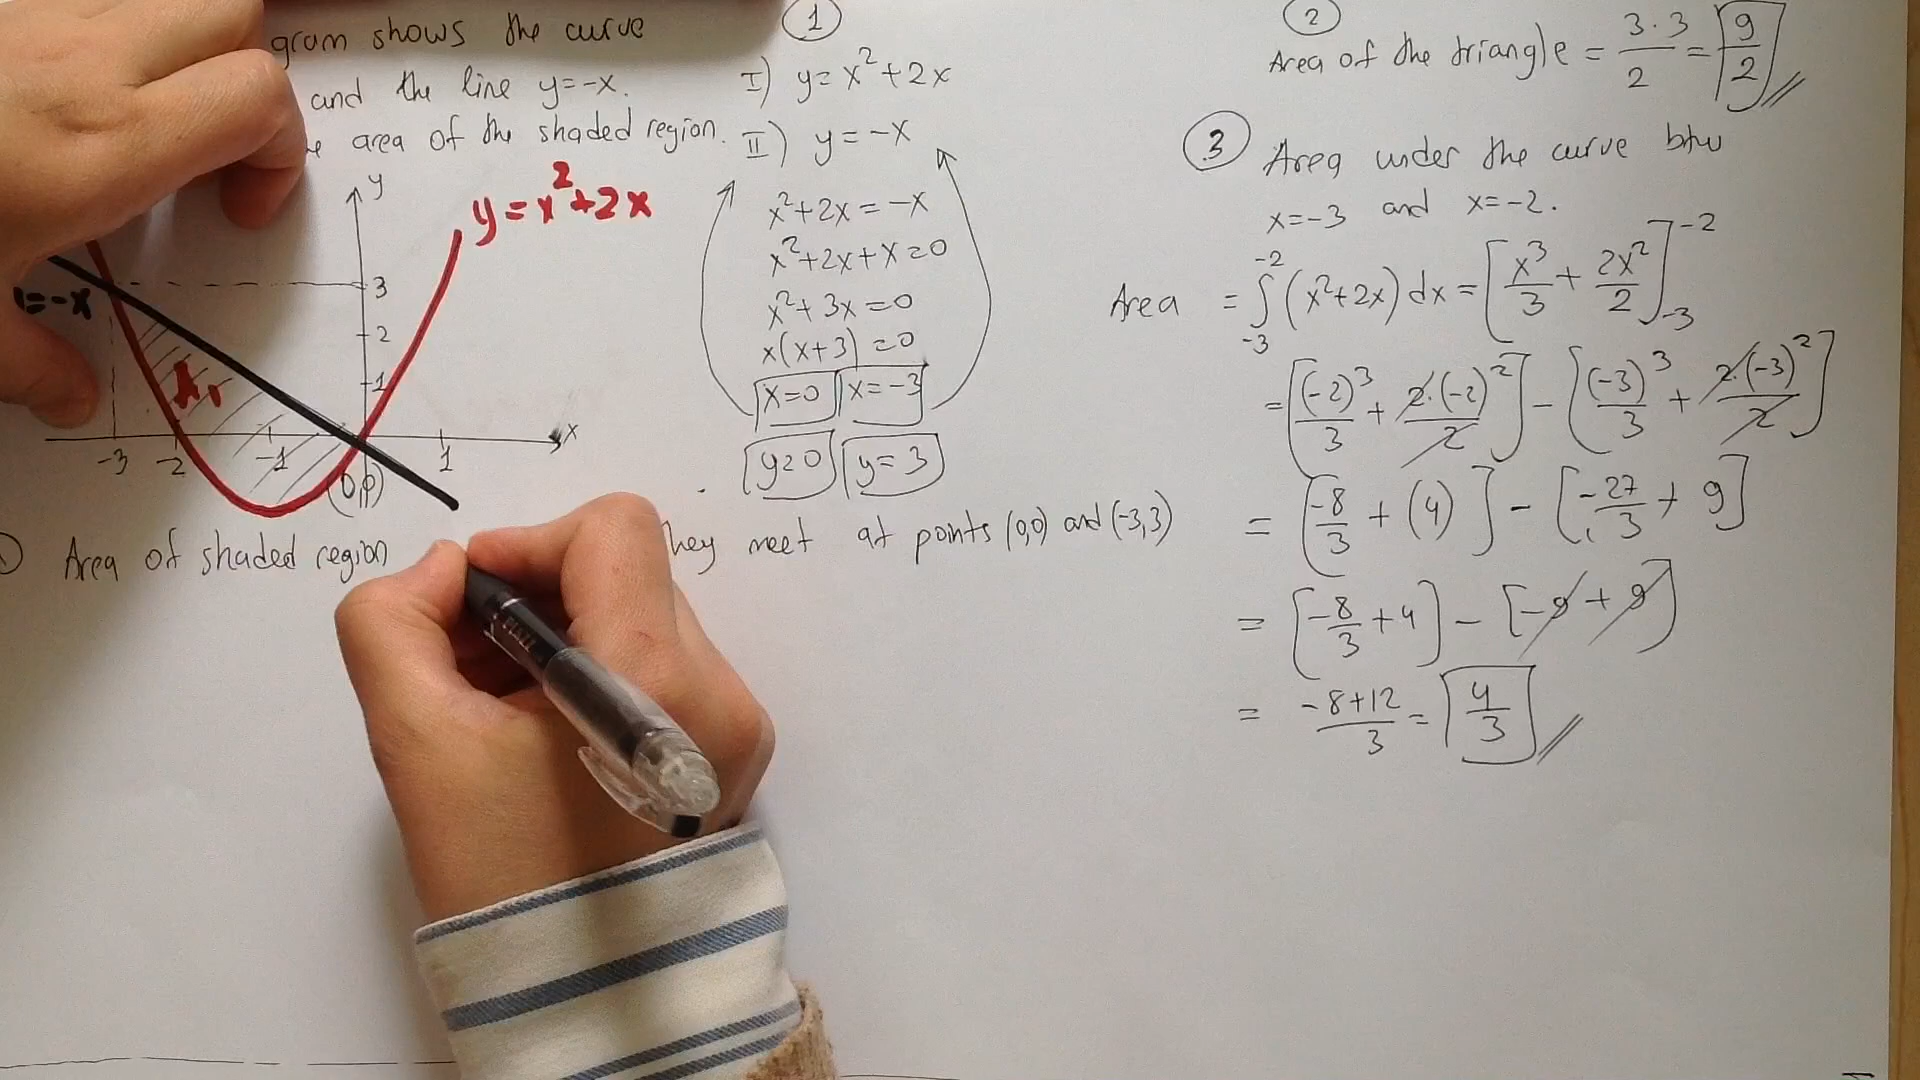 gram shows the curve
and the line y=-x.
area of the shaded region.
y
y = x²+2x
=-x
3
2
1
A₁
x
-3 -2 -1 1
(0,0)
Area of shaded region
①
I) y = x²+2x
II) y = -x
x²+2x = -x
x²+2x+x=0
x²+3x=0
x(x+3)=0
x=0 x=-3
y=0 y=3
hey meet at points (0,0) and (-3,3)
②
Area of the triangle = 3·3/2 = 9/2
③ Area under the curve btw
x=-3 and x=-2.
Area = ∫₋₃⁻² (x²+2x) dx = [x³/3 + 2x²/2]₋₃⁻²
= [(-2)³/3 + 2·(-2)²/2] - [(-3)³/3 + 2·(-3)²/2]
= [-8/3 + (4)] - [-27/3 + 9]
= [-8/3 + 4] - [-9 + 9]
= -8+12/3 = 4/3